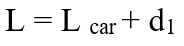 L = L car + d1